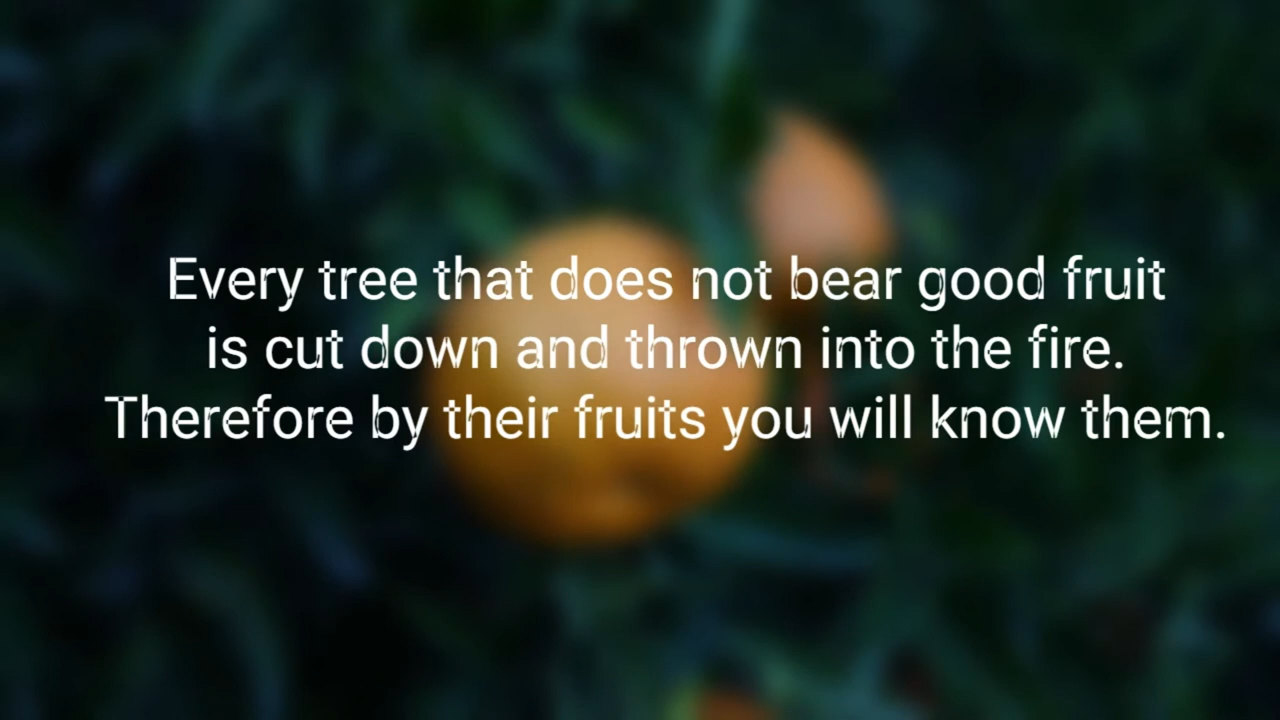 Every tree that does not bear good fruit
is cut down and thrown into the fire.
Therefore by their fruits you will know them.